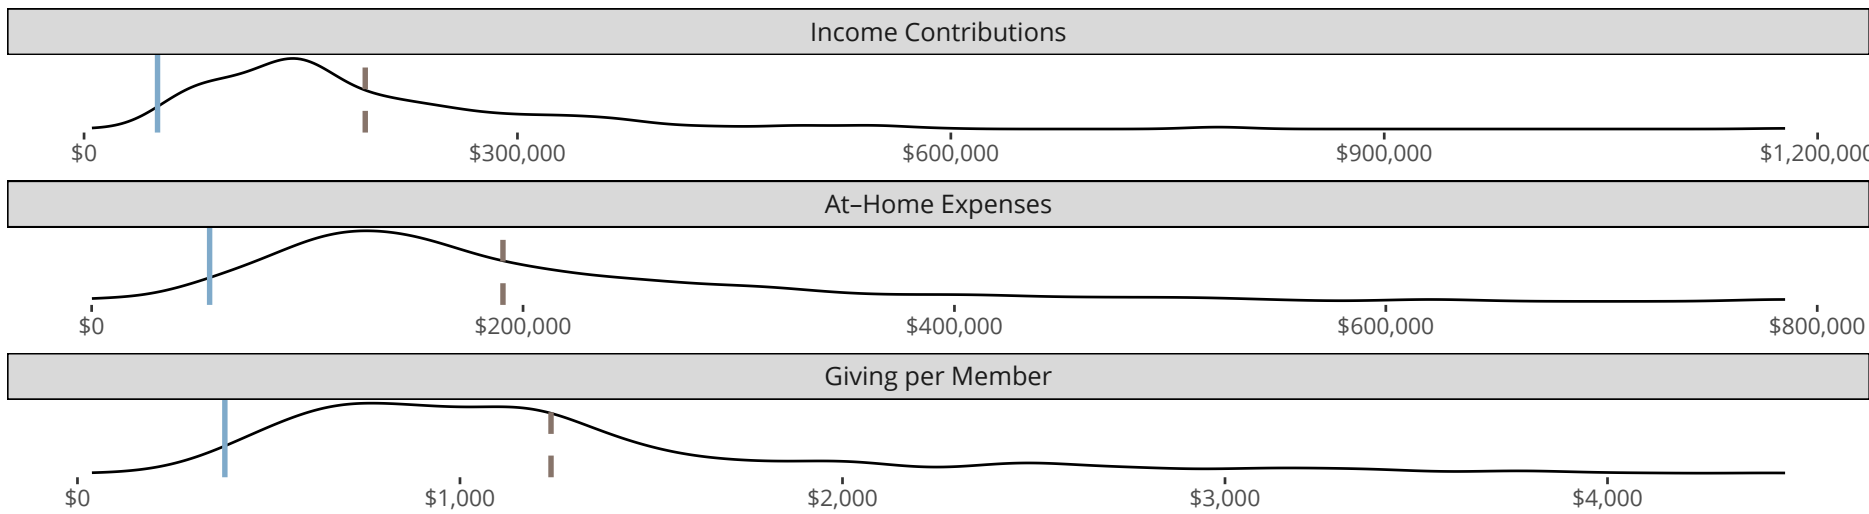 Income Contributions
$0 $300,000 $600,000 $900,000 $1,200,000
At–Home Expenses
$0 $200,000 $400,000 $600,000 $800,000
Giving per Member
$0 $1,000 $2,000 $3,000 $4,000